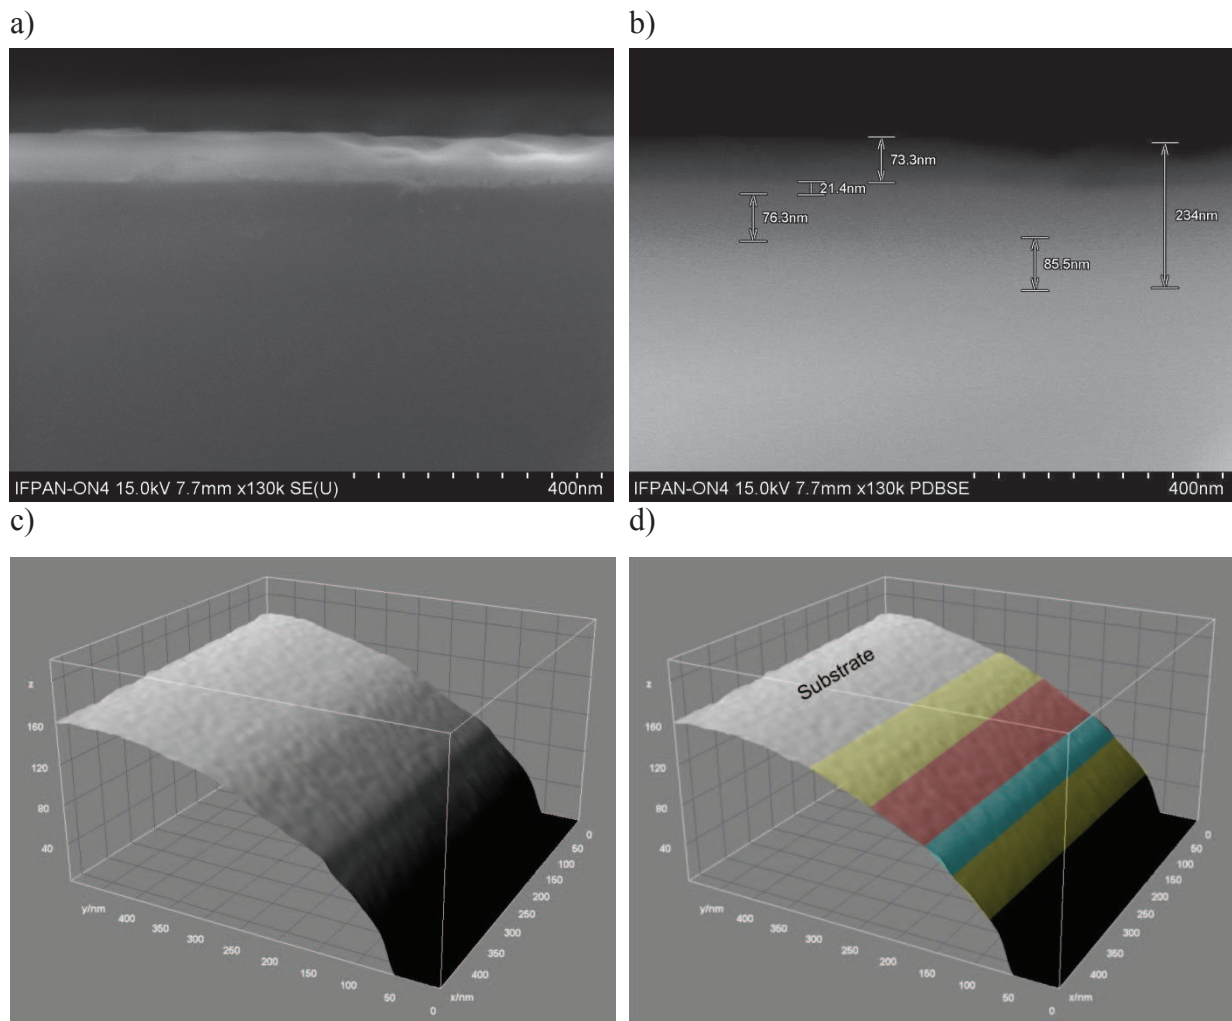 a)
b)
73.3nm
21.4nm
76.3nm
234nm
85.5nm
IFPAN-ON4 15.0kV 7.7mm x130k SE(U)
400nm
IFPAN-ON4 15.0kV 7.7mm x130k PDBSE
400nm
c)
d)
z
160
120
80
40
y/nm
400
350
300
250
200
150
100
50
0
x/nm
400
350
300
250
200
150
100
50
0
Substrate
z
160
120
80
40
y/nm
400
350
300
250
200
150
100
50
0
x/nm
400
350
300
250
200
150
100
50
0